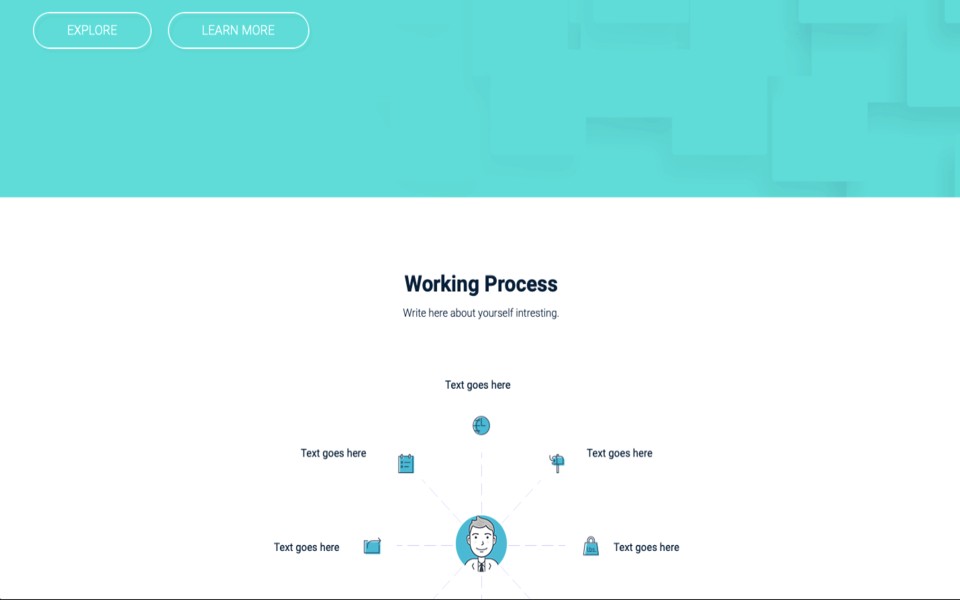 EXPLORE
LEARN MORE
Working Process
Write here about yourself intresting.
Text goes here
Text goes here
Text goes here
Text goes here
Text goes here